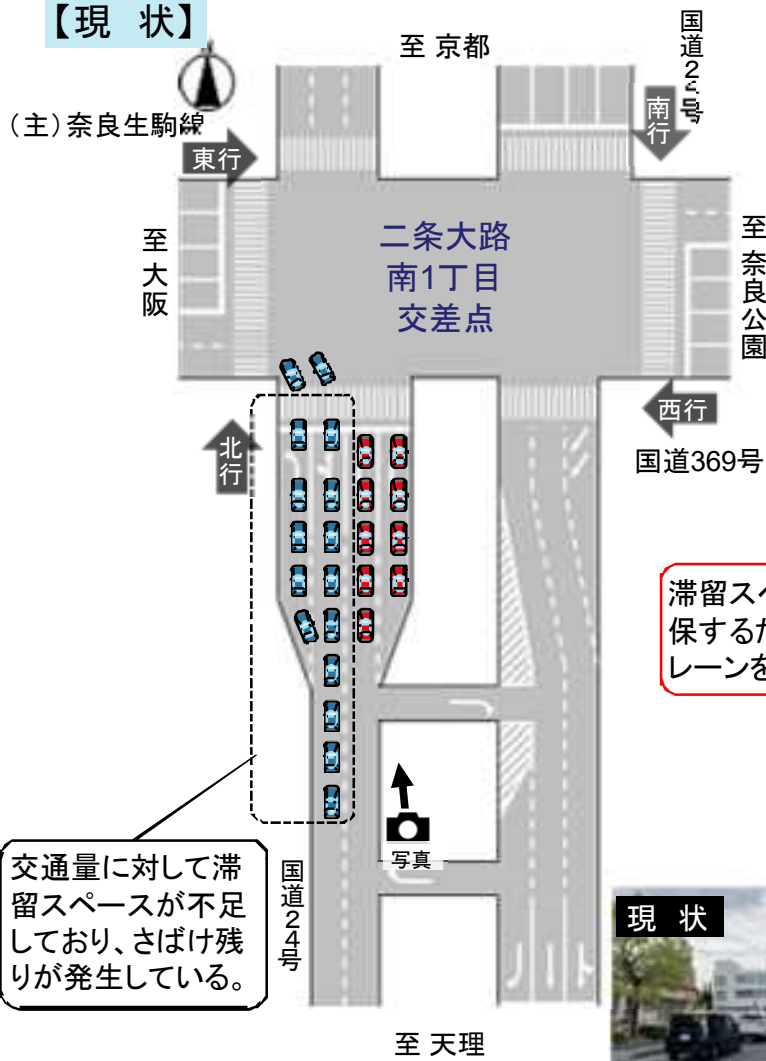 【現 状】
至 京都
国道24号
(主)奈良生駒線
東行
南行
至 大阪
二条大路
南1丁目
交差点
至 奈良公園
北行
西行
国道369号
滞留スペ
保するた
レーンを
写真
交通量に対して滞
留スペースが不足
しており、さばけ残
りが発生している。
国道24号
現 状
至 天理